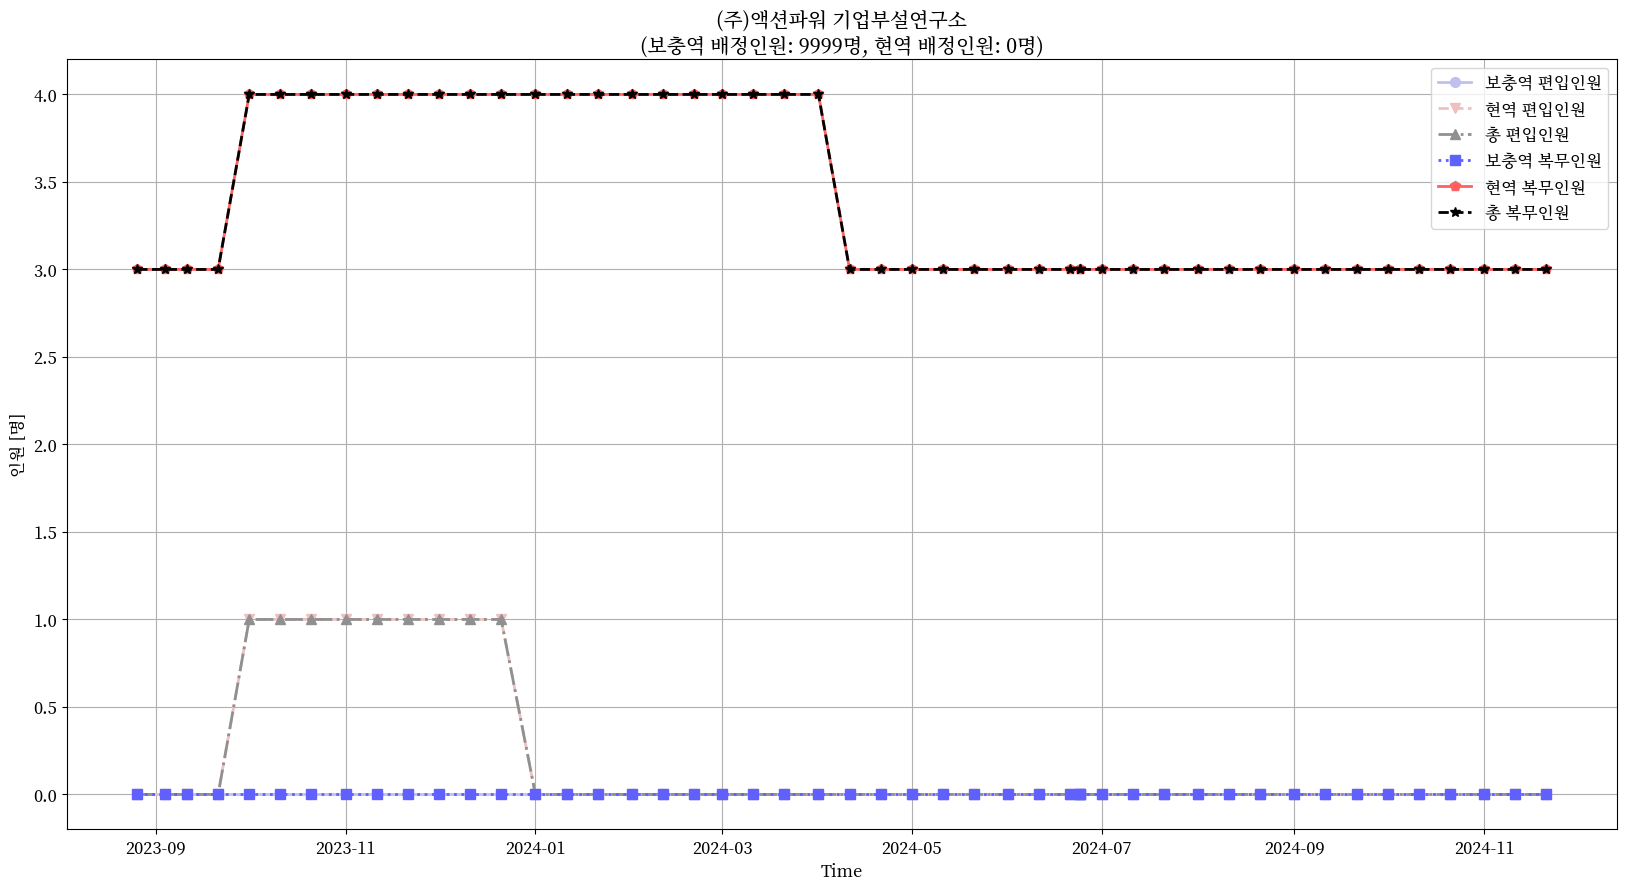 (주)액션파워 기업부설연구소
(보충역 배정인원: 9999명, 현역 배정인원: 0명)
보충역 편입인원
현역 편입인원
총 편입인원
보충역 복무인원
현역 복무인원
총 복무인원
인원 [명]
4.0
3.5
3.0
2.5
2.0
1.5
1.0
0.5
0.0
2023-09 2023-11 2024-01 2024-03 2024-05 2024-07 2024-09 2024-11
Time